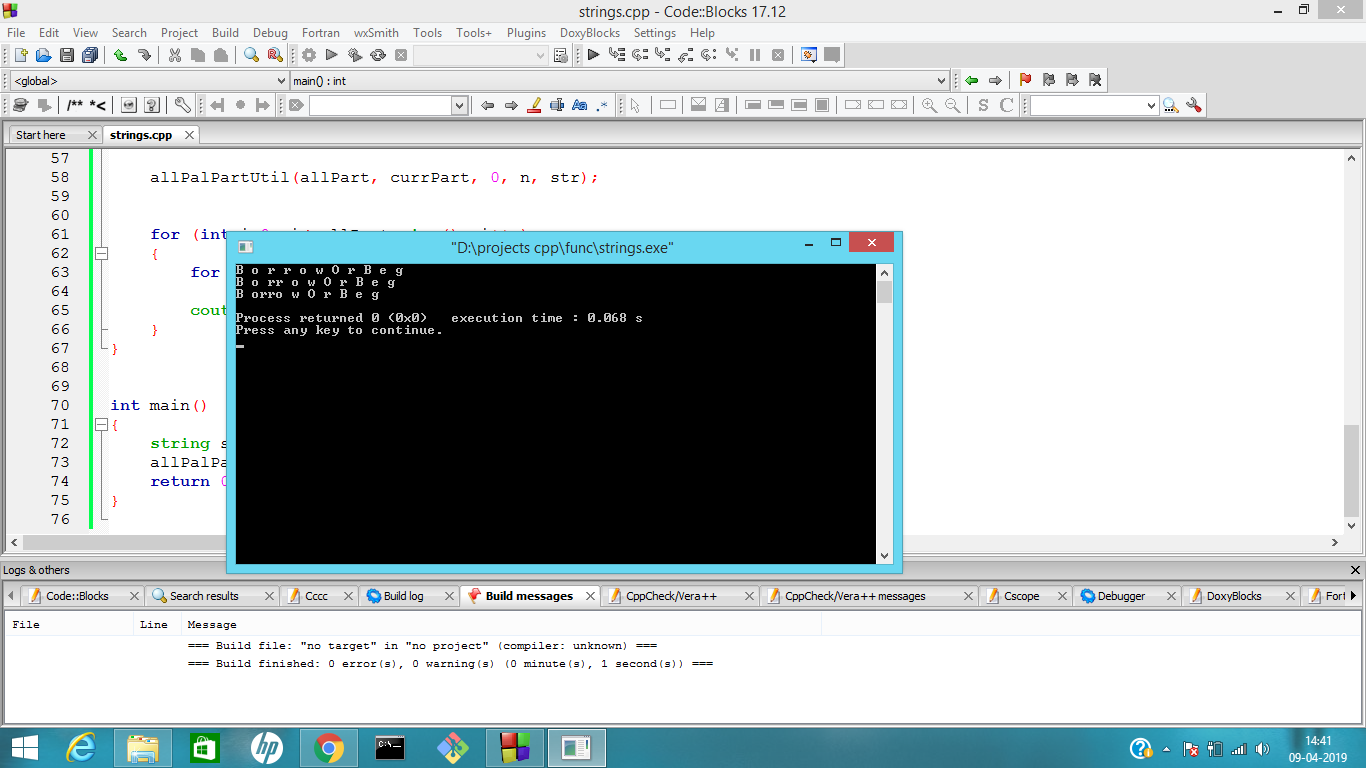 strings.cpp - Code::Blocks 17.12
File Edit View Search Project Build Debug Fortran wxSmith Tools Tools+ Plugins DoxyBlocks Settings Help
<global> main() : int
/** *<
Aa .*
S C
Start here strings.cpp
57
58 allPalPartUtil(allPart, currPart, 0, n, str);
59
60
61 for (int
62 {
63 for
64
65 cout
66 }
67 }
68
69
70 int main()
71 {
72 string s
73 allPalPa
74 return 0
75 }
76
"D:\projects cpp\func\strings.exe"
B o r r o w O r B e g
B o rr o w O r B e g
B orro w O r B e g
Process returned 0 (0x0)   execution time : 0.068 s
Press any key to continue.
Logs & others
Code::Blocks Search results Cccc Build log Build messages CppCheck/Vera++ CppCheck/Vera++ messages Cscope Debugger DoxyBlocks Fort
File Line Message
=== Build file: "no target" in "no project" (compiler: unknown) ===
=== Build finished: 0 error(s), 0 warning(s) (0 minute(s), 1 second(s)) ===
hp
C:\_
14:41
09-04-2019